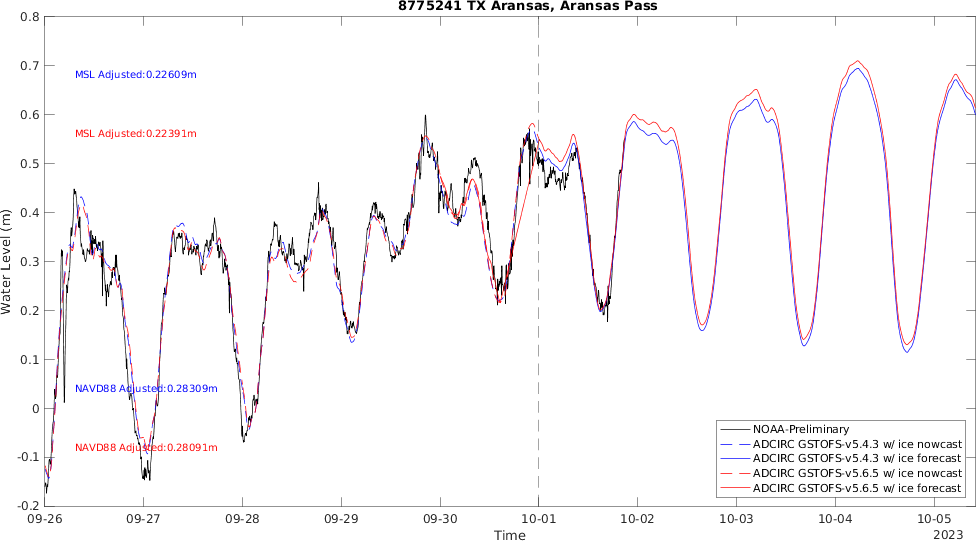 8775241 TX Aransas, Aransas Pass
0.8
0.7
0.6
0.5
0.4
0.3
0.2
0.1
0
-0.1
-0.2
Water Level (m)
MSL Adjusted:0.22609m
MSL Adjusted:0.22391m
NAVD88 Adjusted:0.28309m
NAVD88 Adjusted:0.28091m
NOAA-Preliminary
ADCIRC GSTOFS-v5.4.3 w/ ice nowcast
ADCIRC GSTOFS-v5.4.3 w/ ice forecast
ADCIRC GSTOFS-v5.6.5 w/ ice nowcast
ADCIRC GSTOFS-v5.6.5 w/ ice forecast
09-26 09-27 09-28 09-29 09-30 10-01 10-02 10-03 10-04 10-05
Time
2023